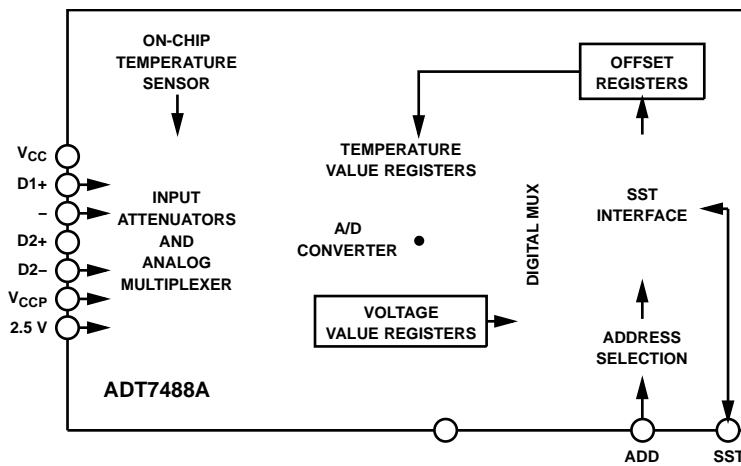 ON-CHIP
TEMPERATURE
SENSOR
OFFSET
REGISTERS
VCC
D1+
–
D2+
D2–
VCCP
2.5 V
INPUT
ATTENUATORS
AND
ANALOG
MULTIPLEXER
TEMPERATURE
VALUE REGISTERS
A/D
CONVERTER
VOLTAGE
VALUE REGISTERS
DIGITAL MUX
SST
INTERFACE
ADDRESS
SELECTION
ADT7488A
ADD
SST